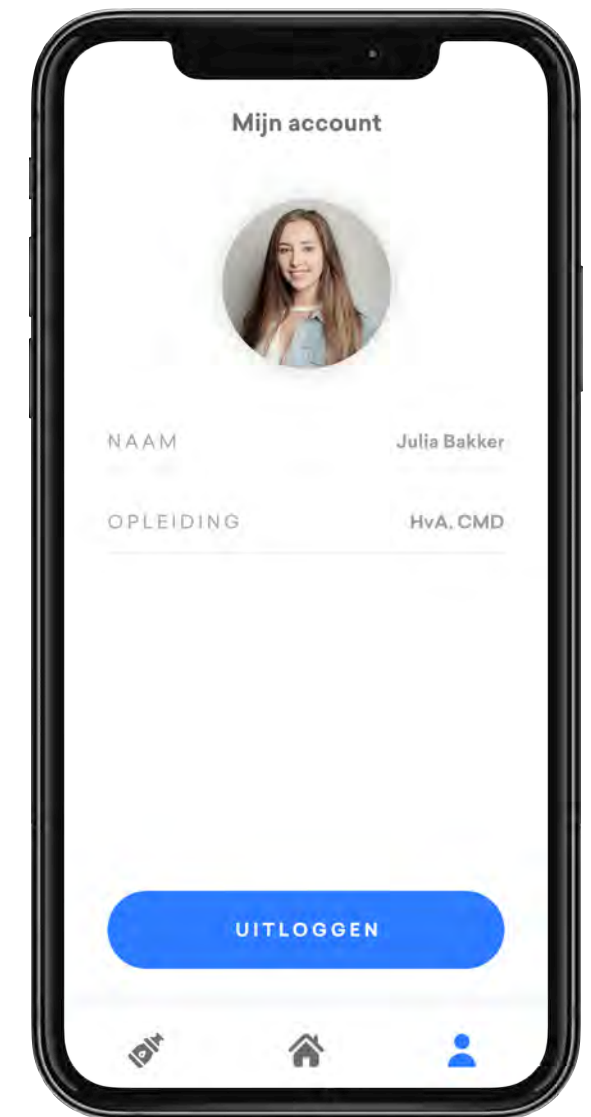 Mijn account
NAAM Julia Bakker
OPLEIDING HvA, CMD
UITLOGGEN